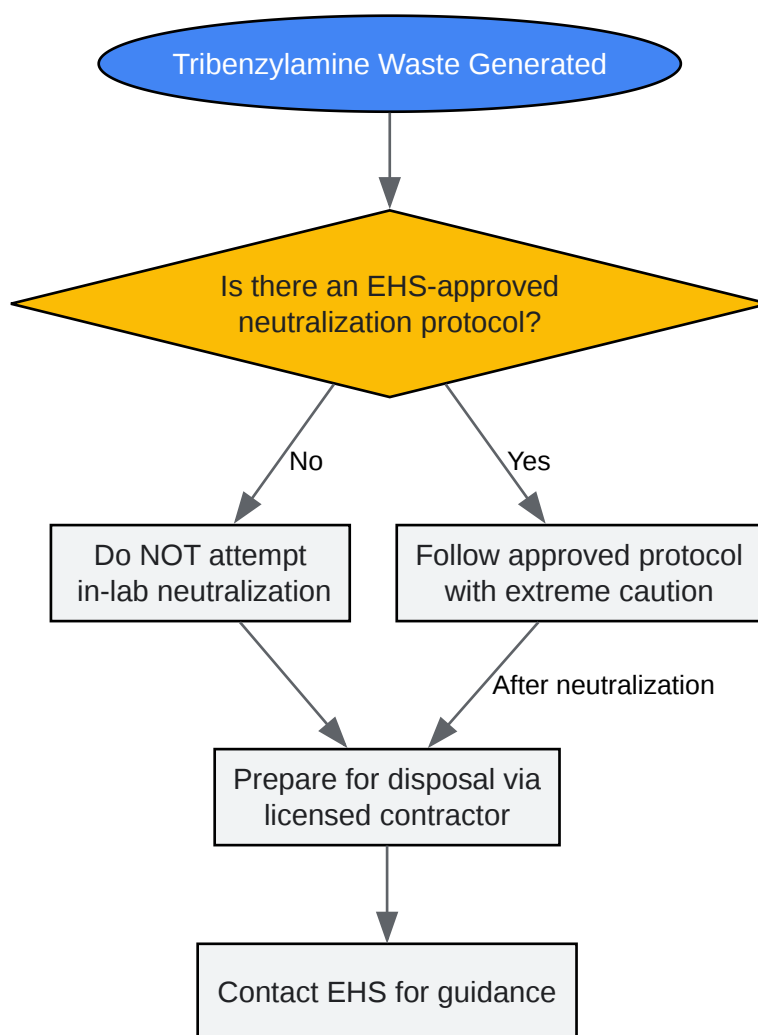 Tribenzylamine Waste Generated
Is there an EHS-approved
neutralization protocol?
No
Yes
Do NOT attempt
in-lab neutralization
Follow approved protocol
with extreme caution
After neutralization
Prepare for disposal via
licensed contractor
Contact EHS for guidance